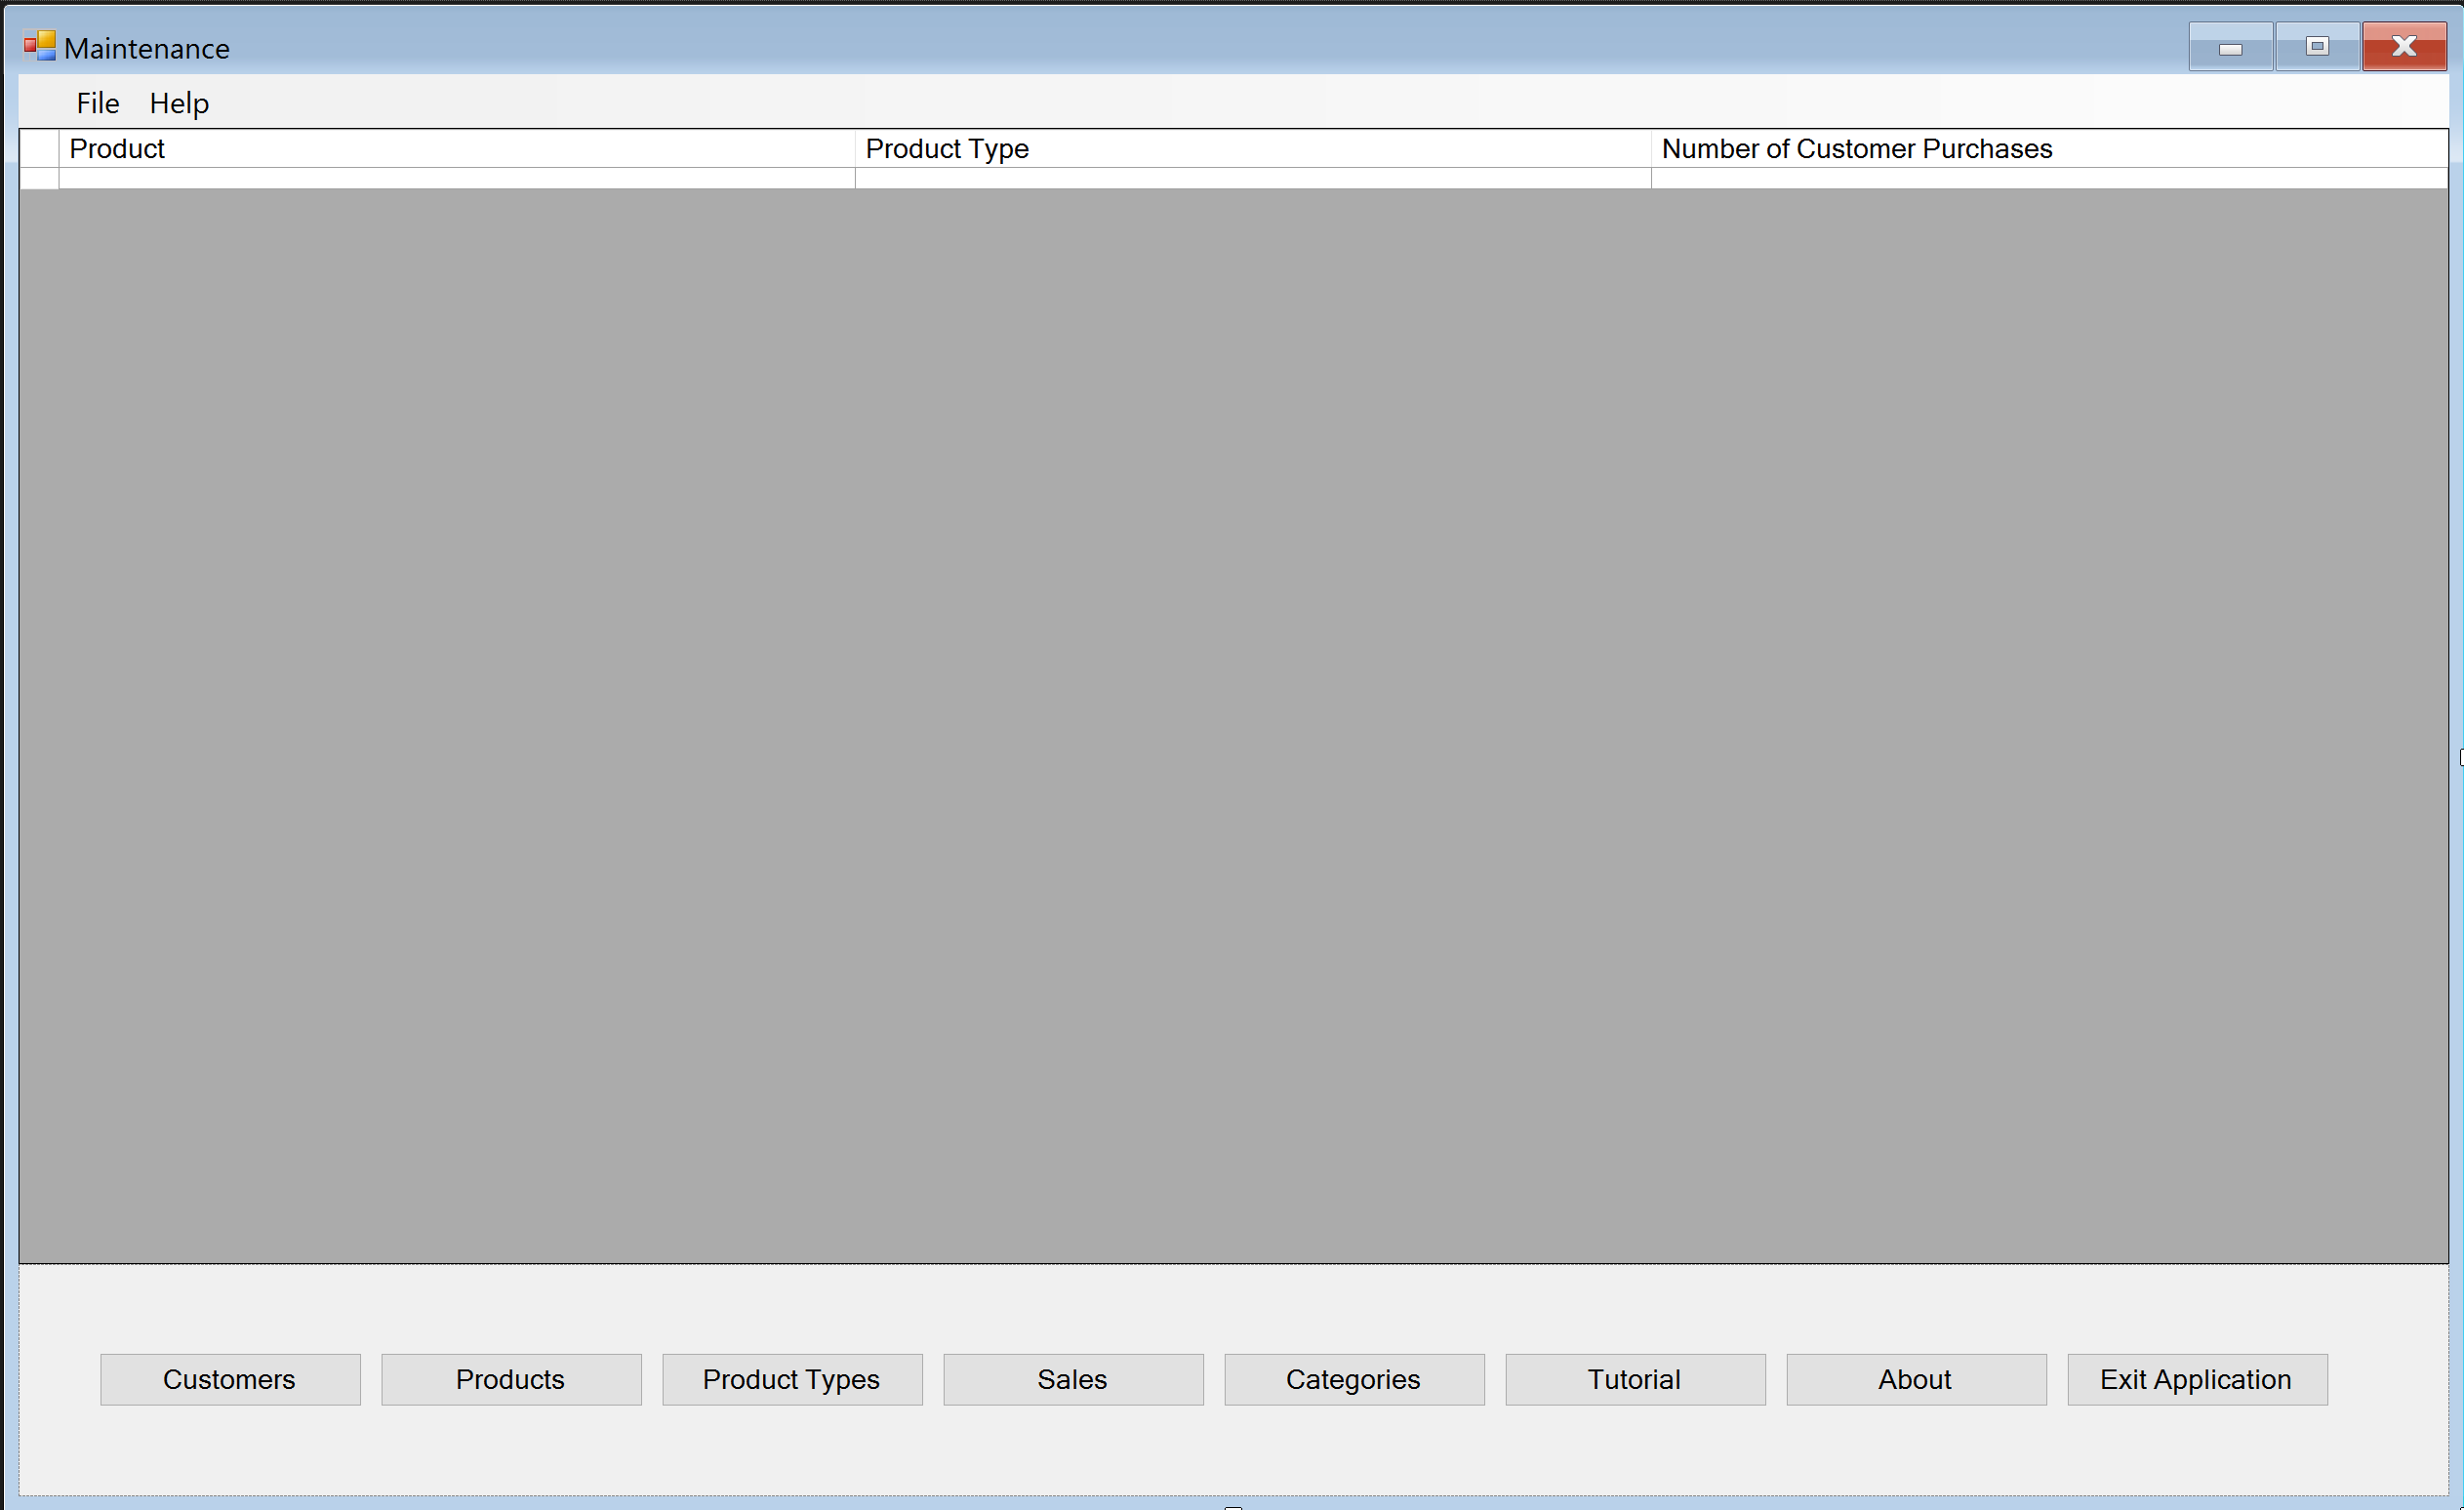 Maintenance
File Help
Product Product Type Number of Customer Purchases
Customers Products Product Types Sales Categories Tutorial About Exit Application